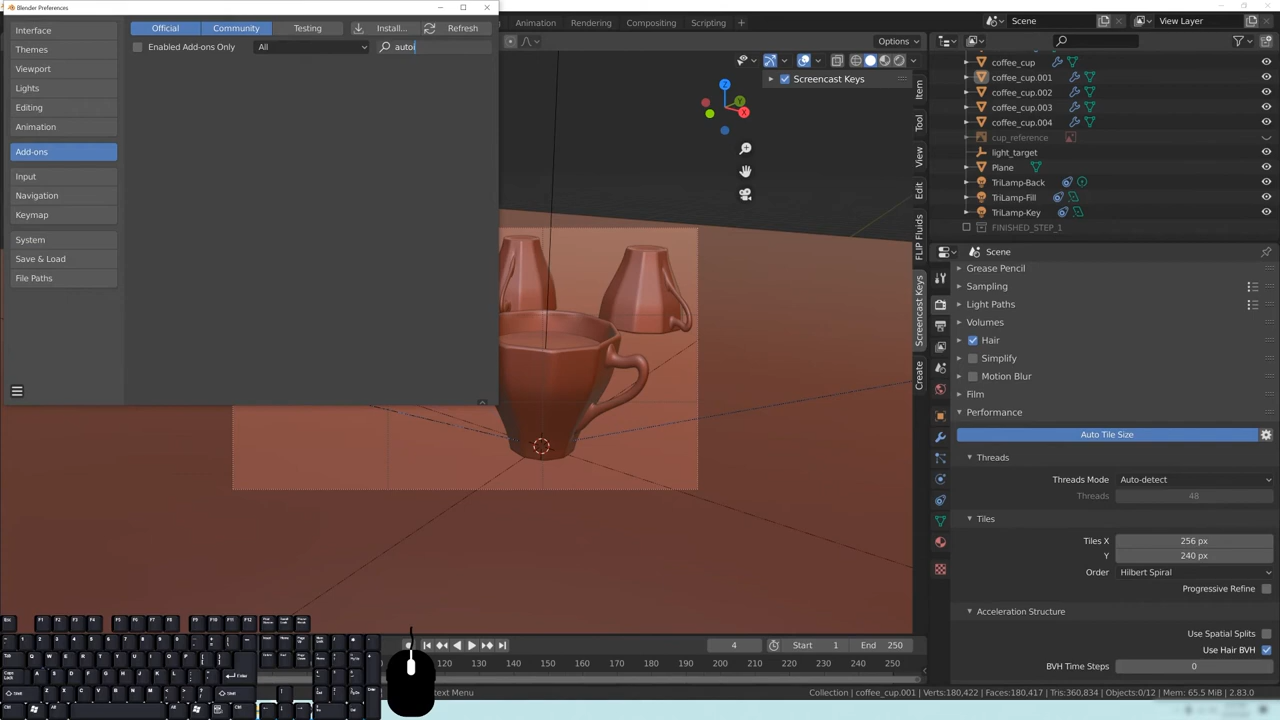 Blender Preferences
Animation
Rendering
Compositing
Scripting
Scene
View Layer
Official
Community
Testing
Install...
Refresh
Enabled Add-ons Only
All
autoi
Interface
Themes
Viewport
Lights
Editing
Animation
Add-ons
Input
Navigation
Keymap
System
Save & Load
File Paths
Options
Screencast Keys
Z
Y
X
Item
Tool
View
Edit
FLIP Fluids
Screencast Keys
Create
coffee_cup
coffee_cup.001
coffee_cup.002
coffee_cup.003
coffee_cup.004
cup_reference
light_target
Plane
TriLamp-Back
TriLamp-Fill
TriLamp-Key
FINISHED_STEP_1
Scene
Grease Pencil
Sampling
Light Paths
Volumes
Hair
Simplify
Motion Blur
Film
Performance
Auto Tile Size
Threads
Threads Mode Auto-detect
Threads 48
Tiles
Tiles X 256 px
Y 240 px
Order Hilbert Spiral
Progressive Refine
Acceleration Structure
Use Spatial Splits
Use Hair BVH
BVH Time Steps 0
4
Start 1
End 250
120 130 140 150 160 170 180 190 200 210 220 230 240 250
text Menu
Collection | coffee_cup.001 | Verts:180,422 | Faces:180,417 | Tris:360,834 | Objects:0/12 | Mem: 65.5 MiB | 2.83.0